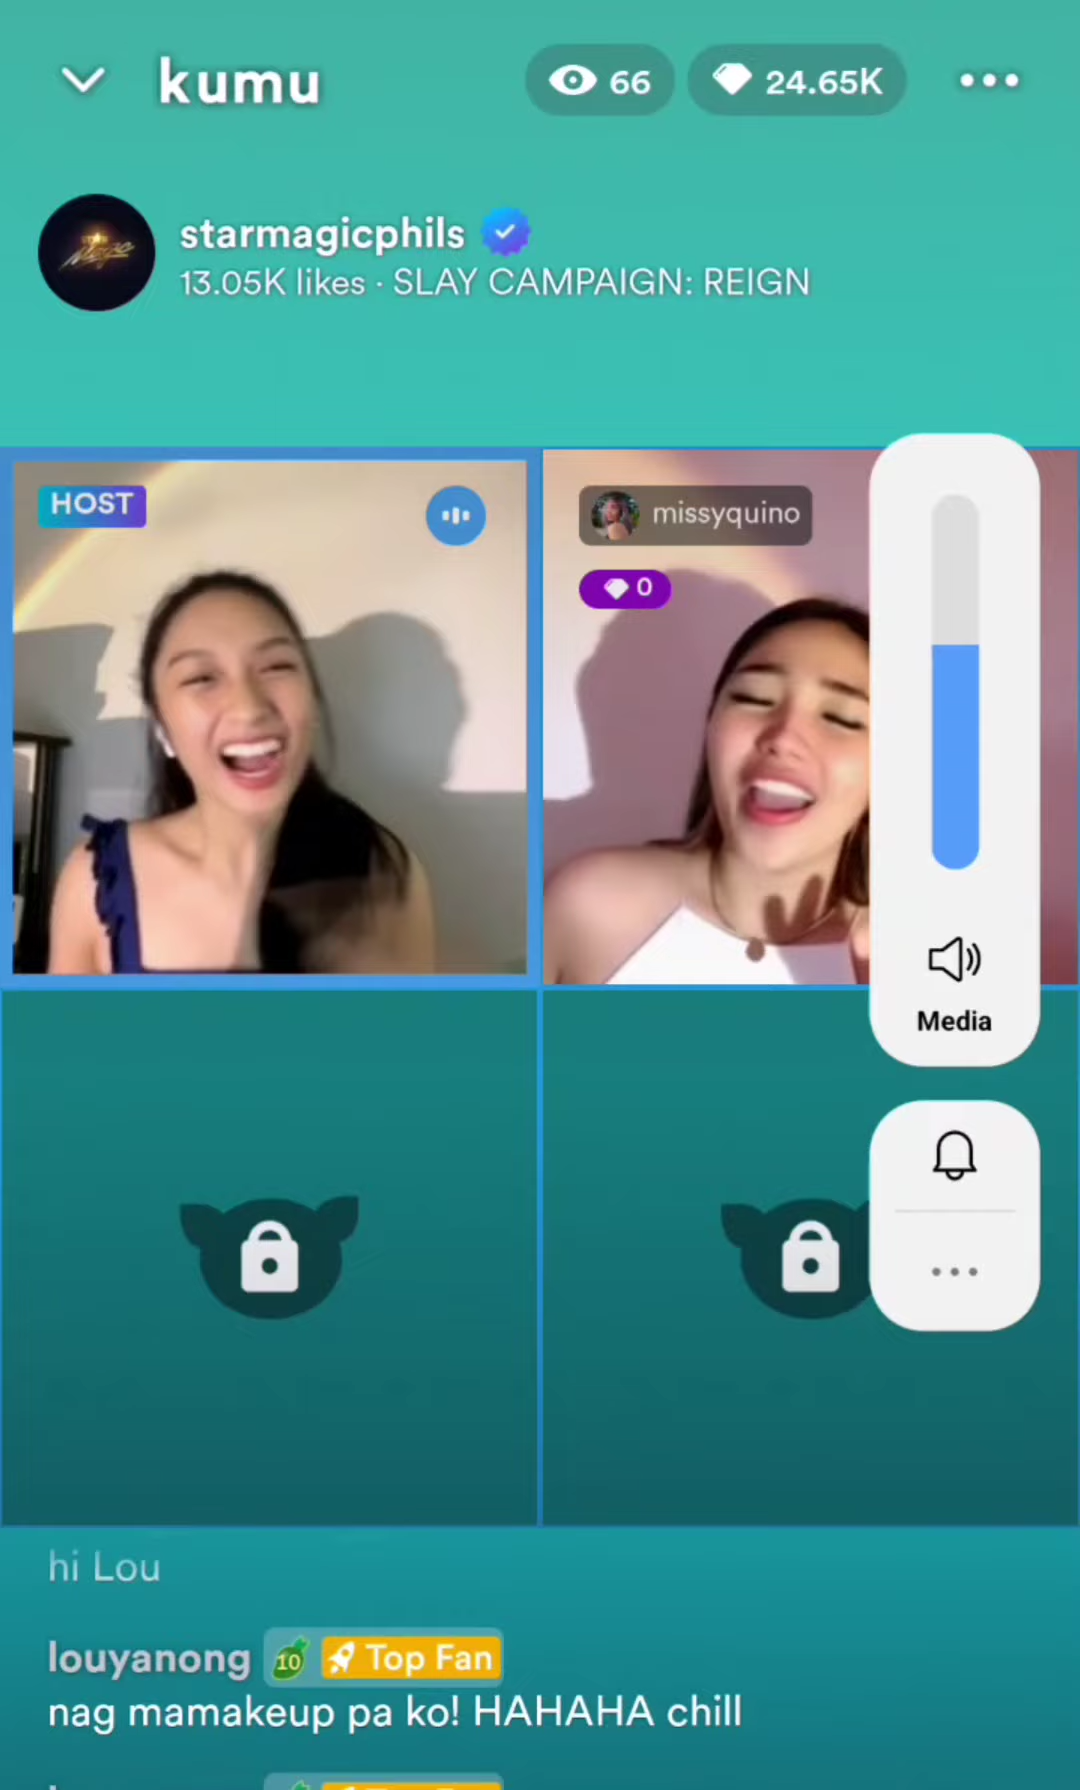 kumu
66
24.65K
starmagicphils
13.05K likes · SLAY CAMPAIGN: REIGN
HOST
missyquino
0
Media
hi Lou
louyanong 10 Top Fan
nag mamakeup pa ko! HAHAHA chill